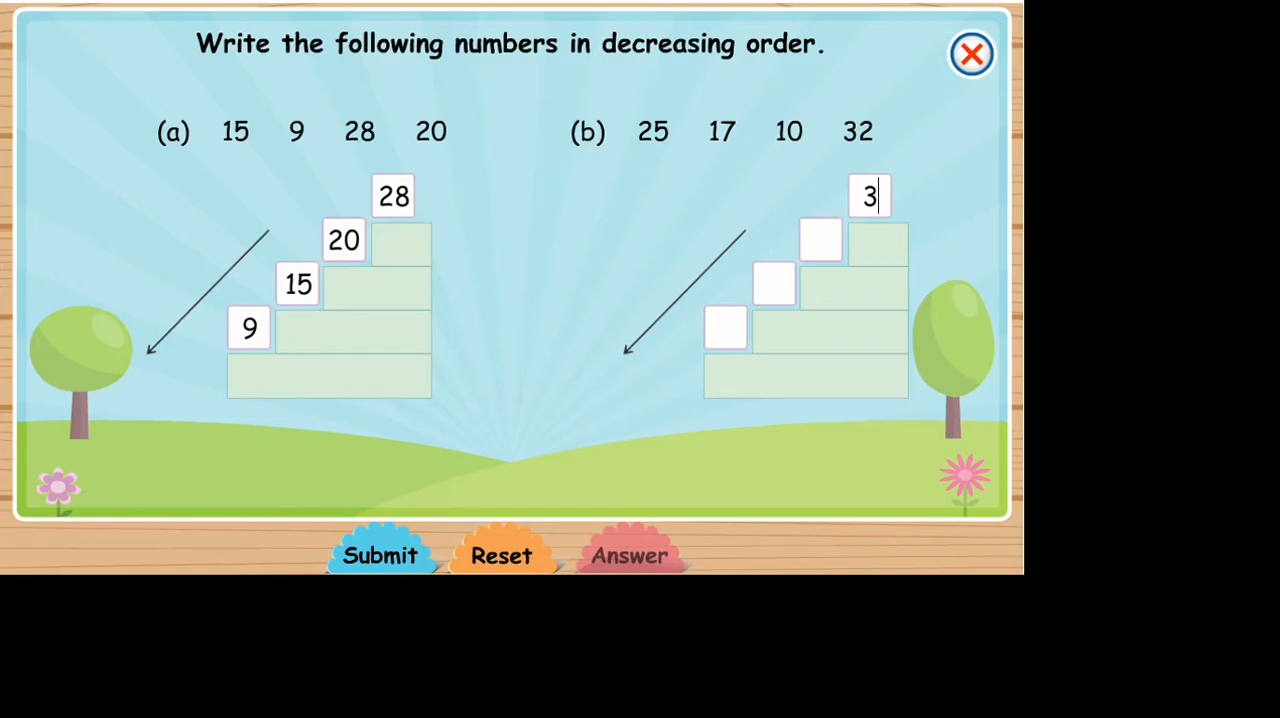 Write the following numbers in decreasing order.
(a) 15 9 28 20
(b) 25 17 10 32
28
20
15
9
3
Submit
Reset
Answer